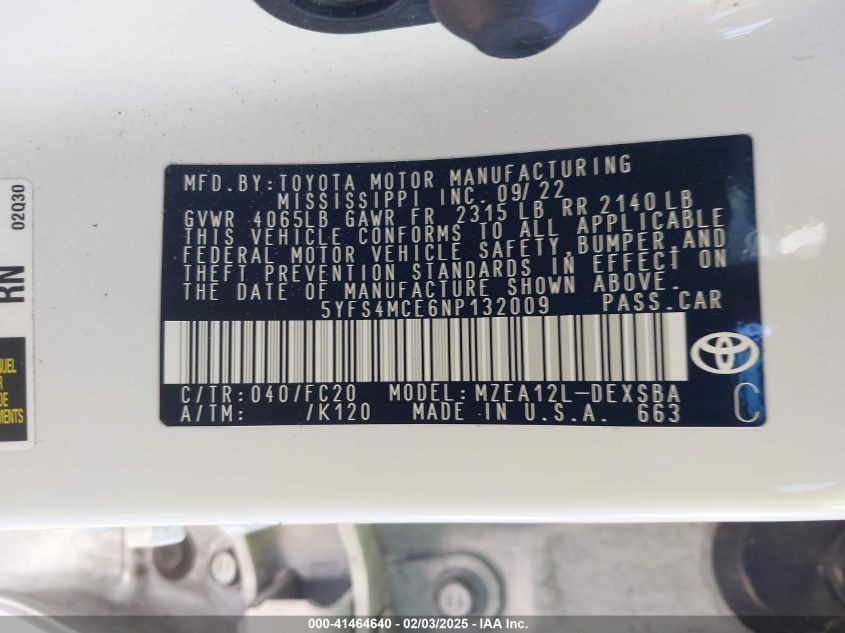 MFD.BY:TOYOTA MOTOR MANUFACTURING
MISSISSIPPI INC. 09/22
GVWR 4065LB GAWR FR 2315 LB RR 2140 LB
THIS VEHICLE CONFORMS TO ALL APPLICABLE
FEDERAL MOTOR VEHICLE SAFETY,BUMPER,AND
THEFT PREVENTION STANDARDS IN EFFECT ON
THE DATE OF MANUFACTURE SHOWN ABOVE.
5YFS4MCE6NP132009 PASS.CAR
C/TR:040/FC20 MODEL:MZEA12L-DEXSBA
A/TM: /K120 MADE IN U.S.A. 663 C
02Q30
RN
000-41464640 - 02/03/2025 - IAA Inc.